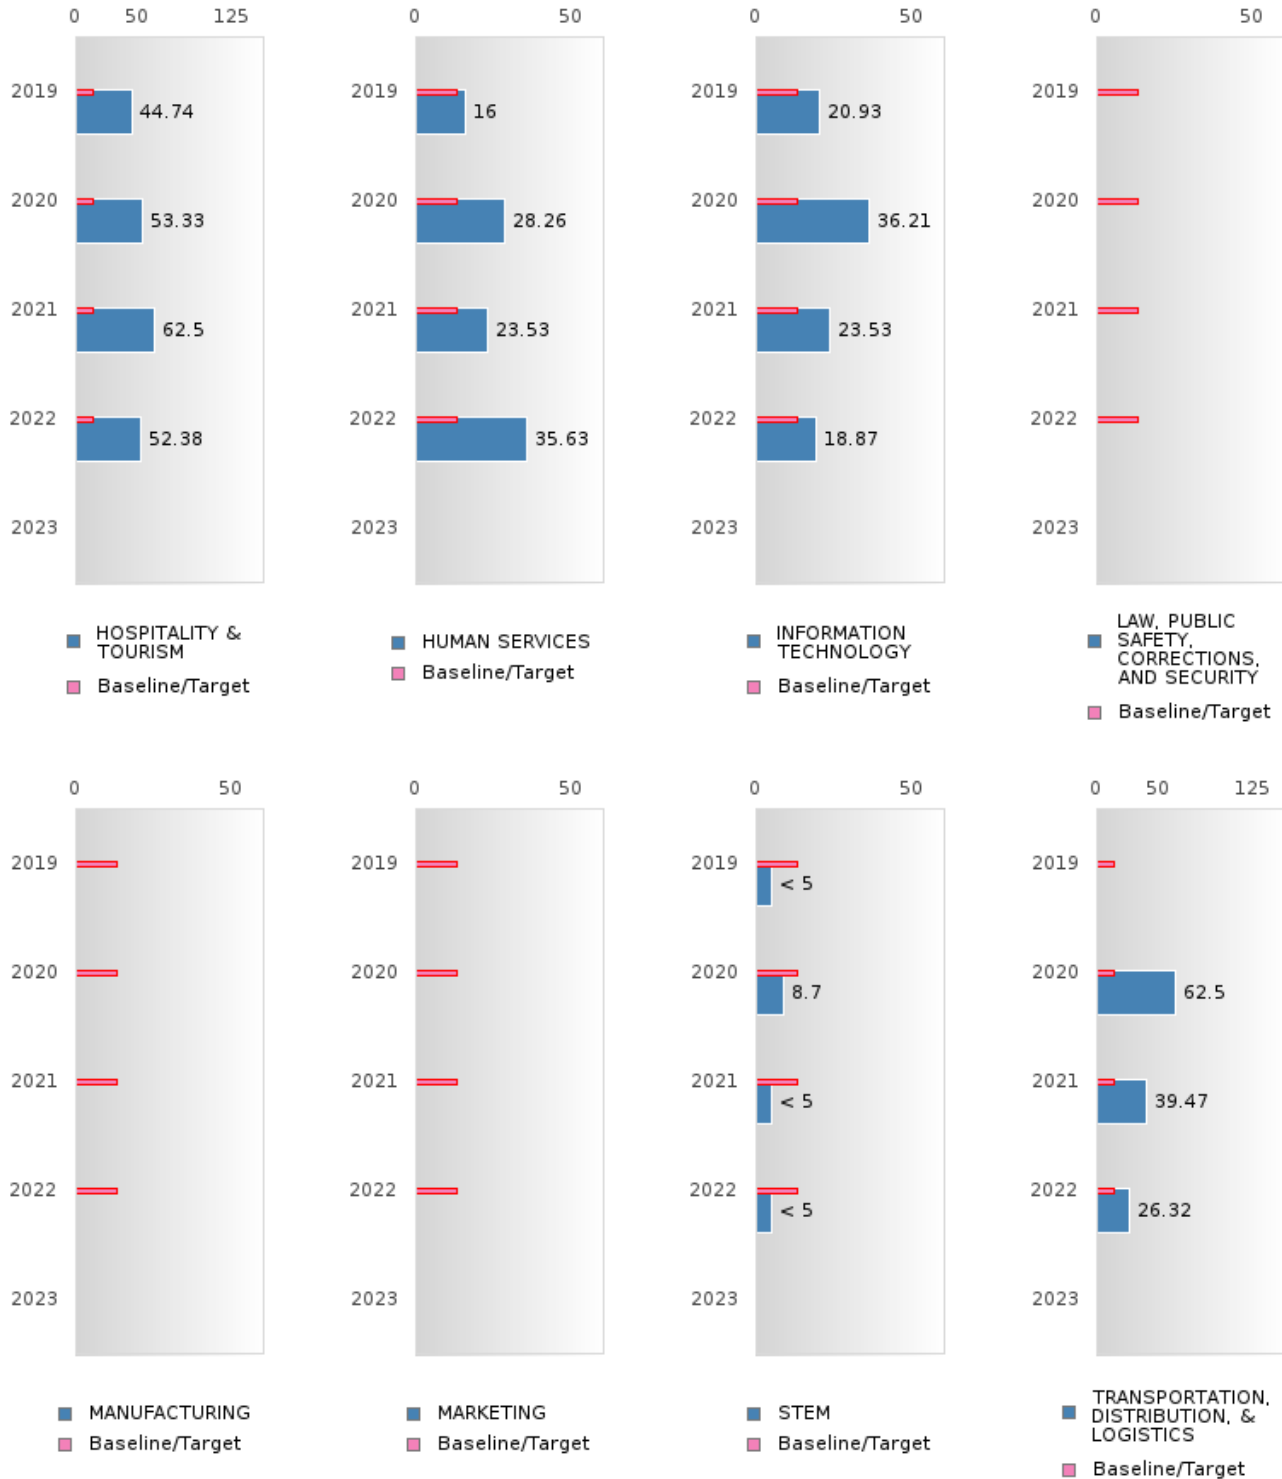 0 50 125
2019
44.74
2020
53.33
2021
62.5
2022
52.38
2023
HOSPITALITY &
TOURISM
Baseline/Target
0 50
2019
16
2020
28.26
2021
23.53
2022
35.63
2023
HUMAN SERVICES
Baseline/Target
0 50
2019
20.93
2020
36.21
2021
23.53
2022
18.87
2023
INFORMATION
TECHNOLOGY
Baseline/Target
0 50
2019
2020
2021
2022
2023
LAW, PUBLIC
SAFETY,
CORRECTIONS,
AND SECURITY
Baseline/Target
0 50
2019
2020
2021
2022
2023
MANUFACTURING
Baseline/Target
0 50
2019
2020
2021
2022
2023
MARKETING
Baseline/Target
0 50
2019
< 5
2020
8.7
2021
< 5
2022
< 5
2023
STEM
Baseline/Target
0 50 125
2019
2020
62.5
2021
39.47
2022
26.32
2023
TRANSPORTATION,
DISTRIBUTION, &
LOGISTICS
Baseline/Target